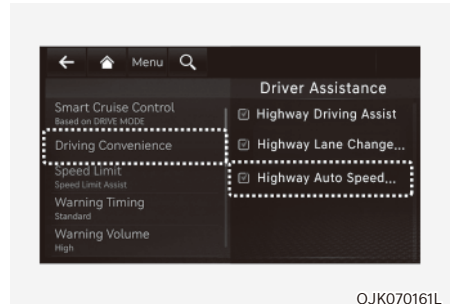 Menu
Driver Assistance
Smart Cruise Control
Based on DRIVE MODE
Driving Convenience
Speed Limit
Speed Limit Assist
Warning Timing
Standard
Warning Volume
High
Highway Driving Assist
Highway Lane Change...
Highway Auto Speed...
OJK070161L